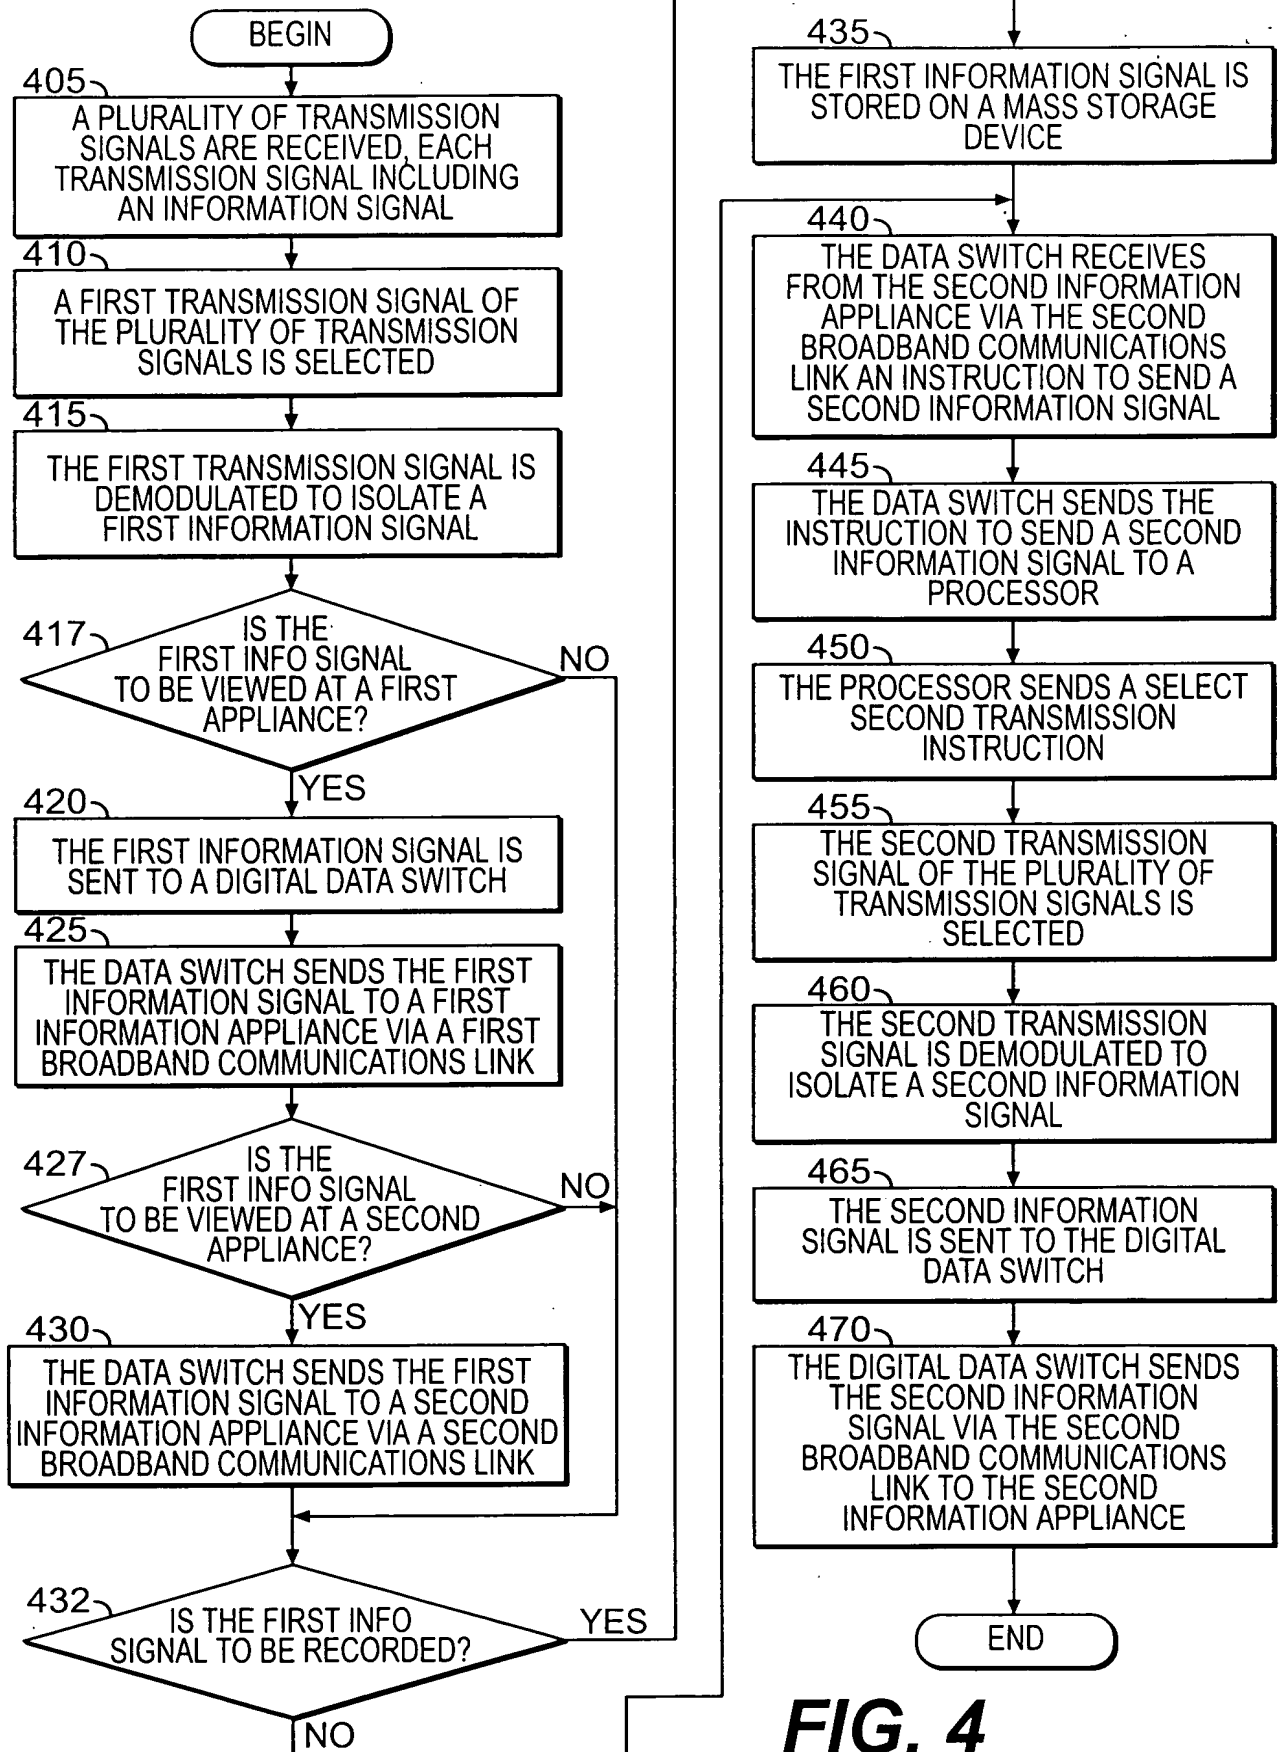 BEGIN
405
A PLURALITY OF TRANSMISSION
SIGNALS ARE RECEIVED, EACH
TRANSMISSION SIGNAL INCLUDING
AN INFORMATION SIGNAL
410
A FIRST TRANSMISSION SIGNAL OF
THE PLURALITY OF TRANSMISSION
SIGNALS IS SELECTED
415
THE FIRST TRANSMISSION SIGNAL IS
DEMODULATED TO ISOLATE A
FIRST INFORMATION SIGNAL
417
IS THE
FIRST INFO SIGNAL
TO BE VIEWED AT A FIRST
APPLIANCE?
NO
YES
420
THE FIRST INFORMATION SIGNAL IS
SENT TO A DIGITAL DATA SWITCH
425
THE DATA SWITCH SENDS THE FIRST
INFORMATION SIGNAL TO A FIRST
INFORMATION APPLIANCE VIA A FIRST
BROADBAND COMMUNICATIONS LINK
427
IS THE
FIRST INFO SIGNAL
TO BE VIEWED AT A SECOND
APPLIANCE?
NO
YES
430
THE DATA SWITCH SENDS THE FIRST
INFORMATION SIGNAL TO A SECOND
INFORMATION APPLIANCE VIA A SECOND
BROADBAND COMMUNICATIONS LINK
432
IS THE FIRST INFO
SIGNAL TO BE RECORDED?
YES
NO
435
THE FIRST INFORMATION SIGNAL IS
STORED ON A MASS STORAGE
DEVICE
440
THE DATA SWITCH RECEIVES
FROM THE SECOND INFORMATION
APPLIANCE VIA THE SECOND
BROADBAND COMMUNICATIONS
LINK AN INSTRUCTION TO SEND A
SECOND INFORMATION SIGNAL
445
THE DATA SWITCH SENDS THE
INSTRUCTION TO SEND A SECOND
INFORMATION SIGNAL TO A
PROCESSOR
450
THE PROCESSOR SENDS A SELECT
SECOND TRANSMISSION
INSTRUCTION
455
THE SECOND TRANSMISSION
SIGNAL OF THE PLURALITY OF
TRANSMISSION SIGNALS IS
SELECTED
460
THE SECOND TRANSMISSION
SIGNAL IS DEMODULATED TO
ISOLATE A SECOND INFORMATION
SIGNAL
465
THE SECOND INFORMATION
SIGNAL IS SENT TO THE DIGITAL
DATA SWITCH
470
THE DIGITAL DATA SWITCH SENDS
THE SECOND INFORMATION
SIGNAL VIA THE SECOND
BROADBAND COMMUNICATIONS
LINK TO THE SECOND
INFORMATION APPLIANCE
END
FIG. 4